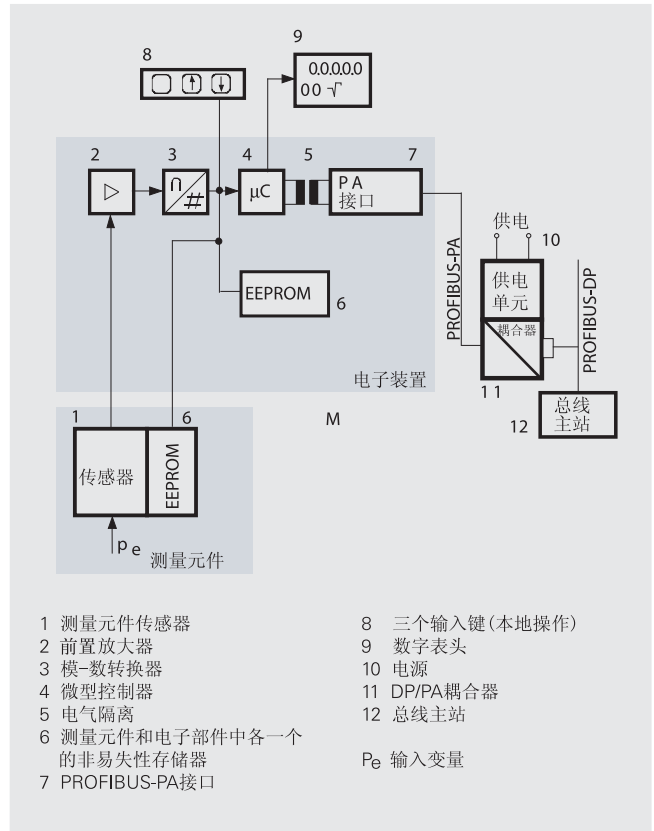 8
9
0.0.0.0.0
00 √
2
3
4
5
7
∩
#
μC
PA
接口
供电
10
EEPROM
6
PROFIBUS-PA
供电
单元
耦合器
PROFIBUS-DP
电子装置
11
1
6
M
12
总线
主站
传感器
EEPROM
pe
测量元件
1 测量元件传感器
2 前置放大器
3 模-数转换器
4 微型控制器
5 电气隔离
6 测量元件和电子部件中各一个
的非易失性存储器
7 PROFIBUS-PA接口
8 三个输入键(本地操作)
9 数字表头
10 电源
11 DP/PA耦合器
12 总线主站
Pe 输入变量